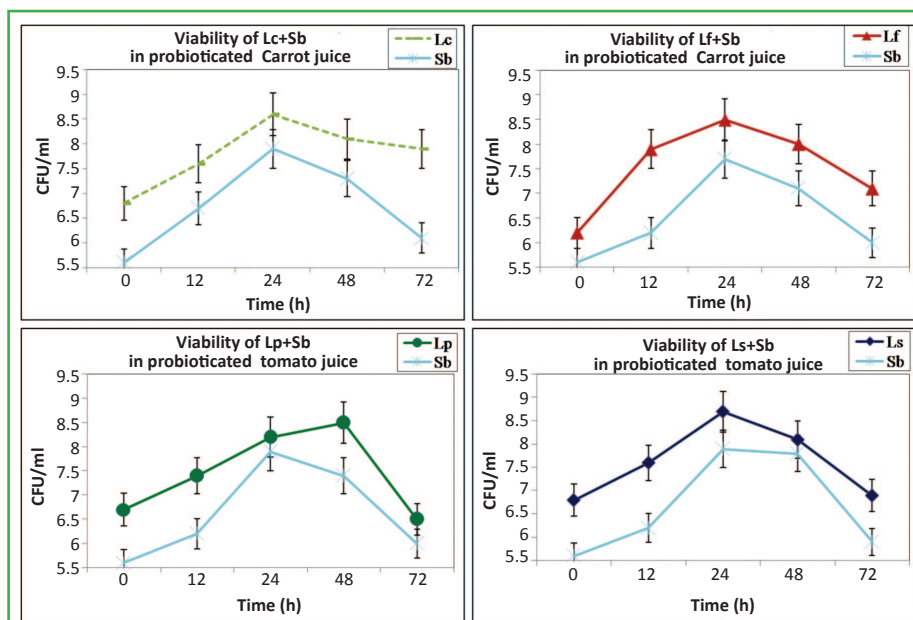 Viability of Lc+Sb
in probioticated Carrot juice
Lc
Sb
9.5
9
8.5
8
7.5
7
6.5
6
5.5
CFU/ml
0 12 24 48 72
Time (h)
Viability of Lf+Sb
in probioticated Carrot juice
Lf
Sb
9.5
9
8.5
8
7.5
7
6.5
6
5.5
CFU/ml
0 12 24 48 72
Time (h)
Viability of Lp+Sb
in probioticated tomato juice
Lp
Sb
9.5
9
8.5
8
7.5
7
6.5
6
5.5
CFU/ml
0 12 24 48 72
Time (h)
Viability of Ls+Sb
in probioticated tomato juice
Ls
Sb
9.5
9
8.5
8
7.5
7
6.5
6
5.5
CFU/ml
0 12 24 48 72
Time (h)